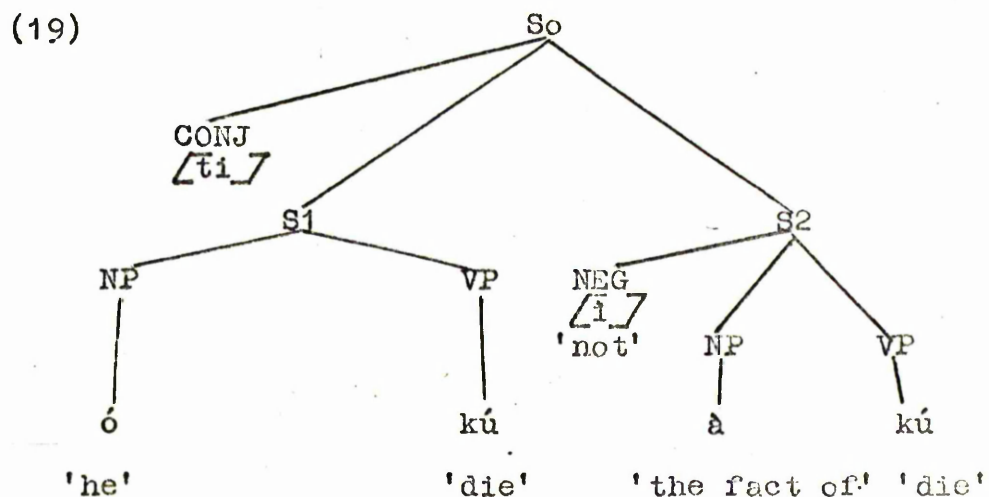 (19)
So
CONJ
[ti]
S1 S2
NP VP NEG
[i]
'not'
NP VP
ó kú à kú
'he' 'die' 'the fact of' 'die'